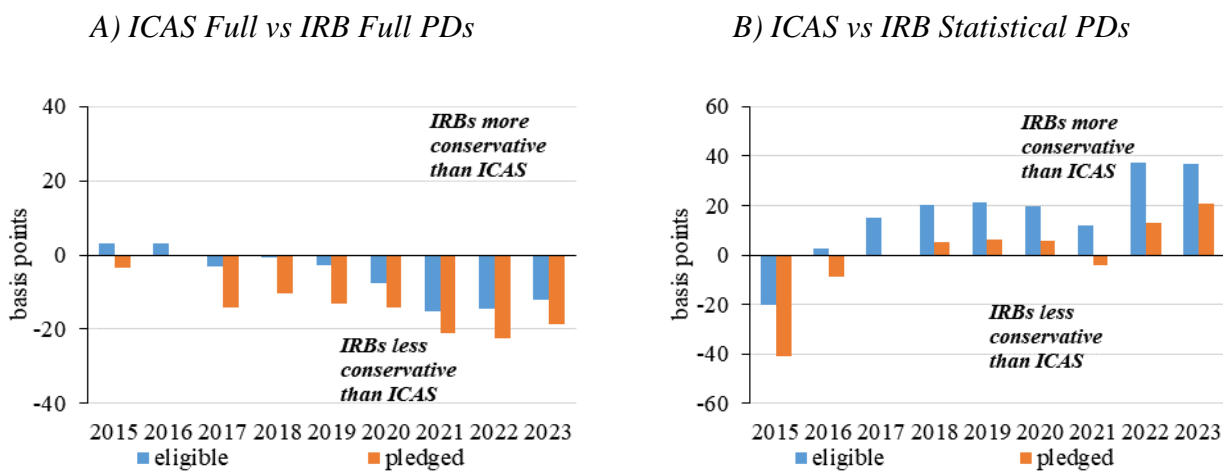 A) ICAS Full vs IRB Full PDs
40
20
0
-20
-40
basis points
IRBs more
conservative
than ICAS
IRBs less
conservative
than ICAS
2015 2016 2017 2018 2019 2020 2021 2022 2023
eligible pledged
B) ICAS vs IRB Statistical PDs
60
40
20
0
-20
-40
-60
basis points
IRBs more
conservative
than ICAS
IRBs less
conservative
than ICAS
2015 2016 2017 2018 2019 2020 2021 2022 2023
eligible pledged